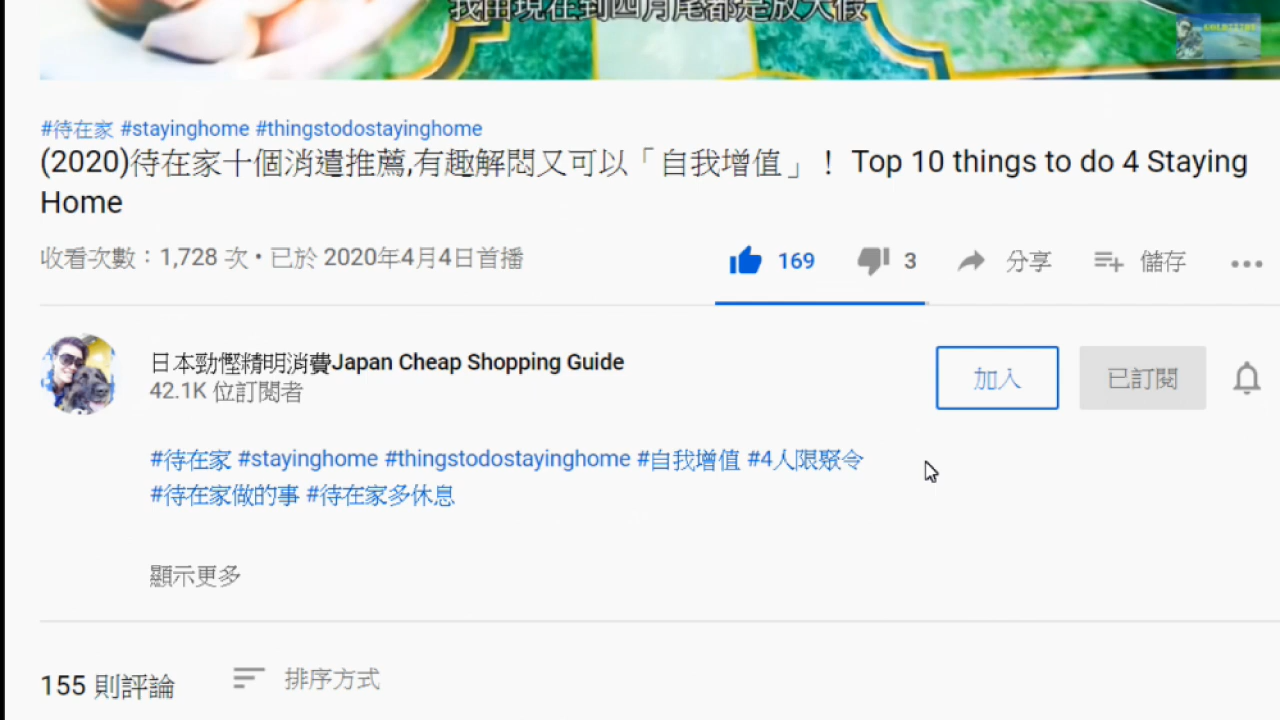 我由現在到四月尾都是放大假
#待在家 #stayinghome #thingstodostayinghome
(2020)待在家十個消遣推薦,有趣解悶又可以「自我增值」！ Top 10 things to do 4 Staying
Home
收看次數：1,728 次 • 已於 2020年4月4日首播
169
3
分享
儲存
日本勁慳精明消費Japan Cheap Shopping Guide
42.1K 位訂閱者
加入
已訂閱
#待在家 #stayinghome #thingstodostayinghome #自我增值 #4人限聚令
#待在家做的事 #待在家多休息
顯示更多
155 則評論
排序方式